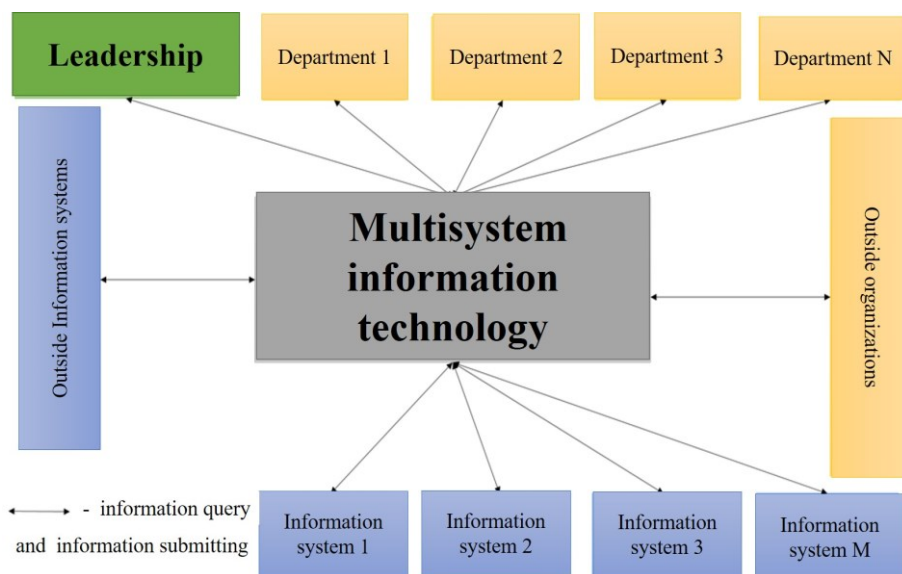 Leadership
Department 1
Department 2
Department 3
Department N
Outside Information systems
Multisystem
information
technology
Outside organizations
- information query
and information submitting
Information
system 1
Information
system 2
Information
system 3
Information
system M